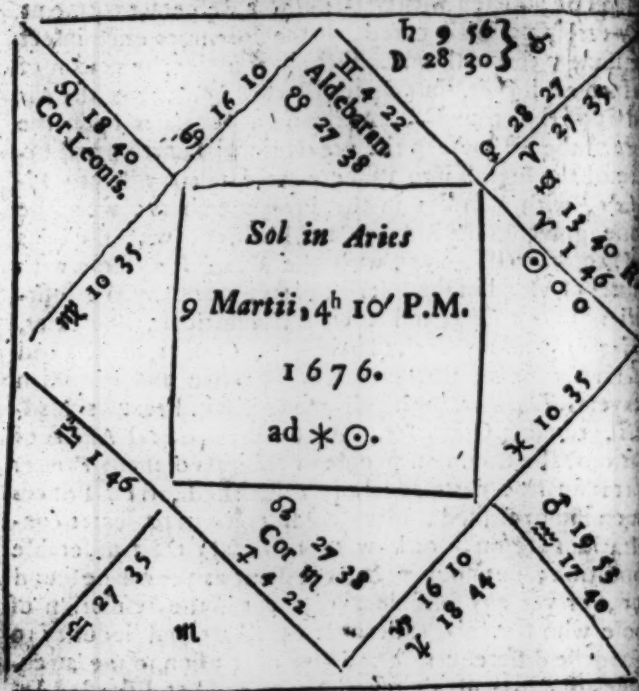 ♄ 9 56 } ♉
☽ 28 30
♊ 4 22
Aldebaran.
☋ 27 38
♋ 16 10
♌ 18 40
Cor Leonis.
♀ 28 27
♈ 27 35
☿ 13 40
♈ 1 46
☉ 0 0
♍ 10 35
Sol in Aries
9 Martii, 4ʰ 10′ P.M.
1676.
ad ⚹ ☉.
♓ 10 35
♎ 1 46
☊ 27 38
Cor ♏
♐ 4 22
♎ 27 35
♏
♑ 16 10
♃ 18 44
♂ 19 53
♒ 17 40